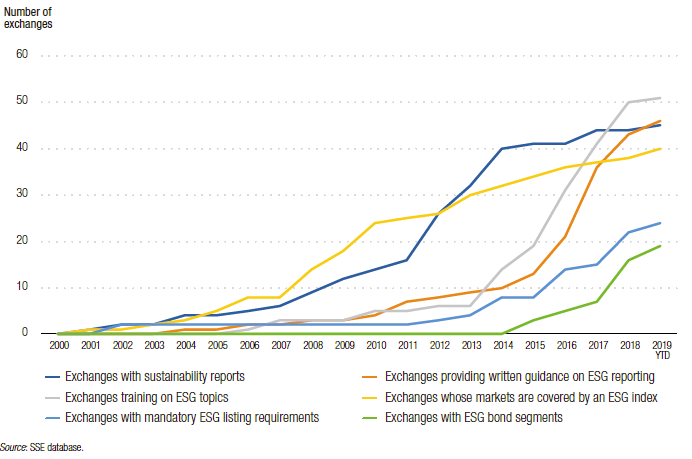 Number of
exchanges
60
50
40
30
20
10
0
2000 2001 2002 2003 2004 2005 2006 2007 2008 2009 2010 2011 2012 2013 2014 2015 2016 2017 2018 2019
YTD
Exchanges with sustainability reports
Exchanges providing written guidance on ESG reporting
Exchanges training on ESG topics
Exchanges whose markets are covered by an ESG index
Exchanges with mandatory ESG listing requirements
Exchanges with ESG bond segments
Source: SSE database.